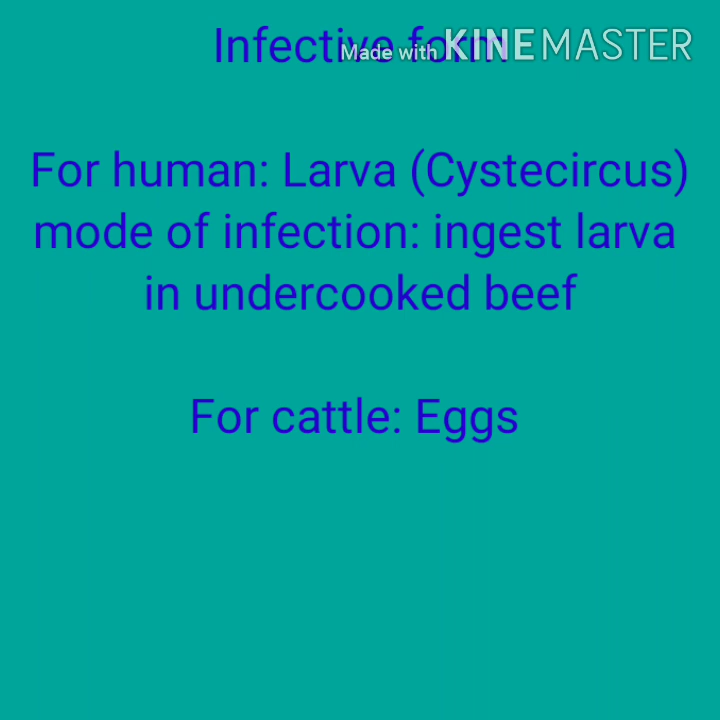 Infective form
Made with KINEMASTER
For human: Larva (Cystecircus)
mode of infection: ingest larva
in undercooked beef
For cattle: Eggs